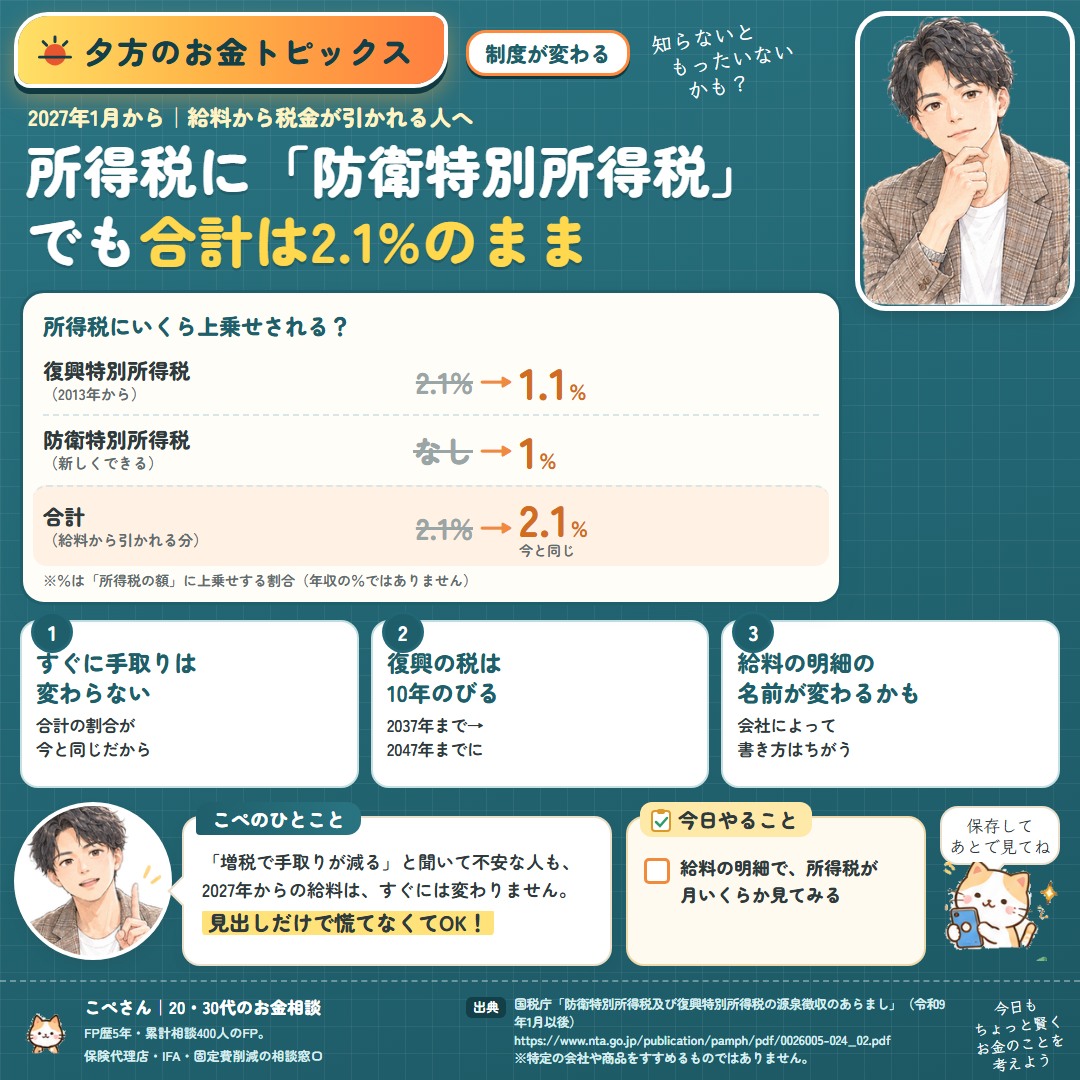 夕方のお金トピックス
制度が変わる
知らないと
もったいない
かも？
2027年1月から｜給料から税金が引かれる人へ
所得税に「防衛特別所得税」
でも合計は2.1%のまま
所得税にいくら上乗せされる？
復興特別所得税
（2013年から）
2.1% → 1.1%
防衛特別所得税
（新しくできる）
なし → 1%
合計
（給料から引かれる分）
2.1% → 2.1%
今と同じ
※%は「所得税の額」に上乗せする割合（年収の%ではありません）
1
すぐに手取りは
変わらない
合計の割合が
今と同じだから
2
復興の税は
10年のびる
2037年まで→
2047年までに
3
給料の明細の
名前が変わるかも
会社によって
書き方はちがう
こぺのひとこと
「増税で手取りが減る」と聞いて不安な人も、
2027年からの給料は、すぐには変わりません。
見出しだけで慌てなくてOK！
今日やること
給料の明細で、所得税が
月いくらか見てみる
保存して
あとで見てね
こぺさん｜20・30代のお金相談
FP歴5年・累計相談400人のFP。
保険代理店・IFA・固定費削減の相談窓口
出典
国税庁「防衛特別所得税及び復興特別所得税の源泉徴収のあらまし」（令和9
年1月以後）
https://www.nta.go.jp/publication/pamph/pdf/0026005-024_02.pdf
※特定の会社や商品をすすめるものではありません。
今日も
ちょっと賢く
お金のことを
考えよう